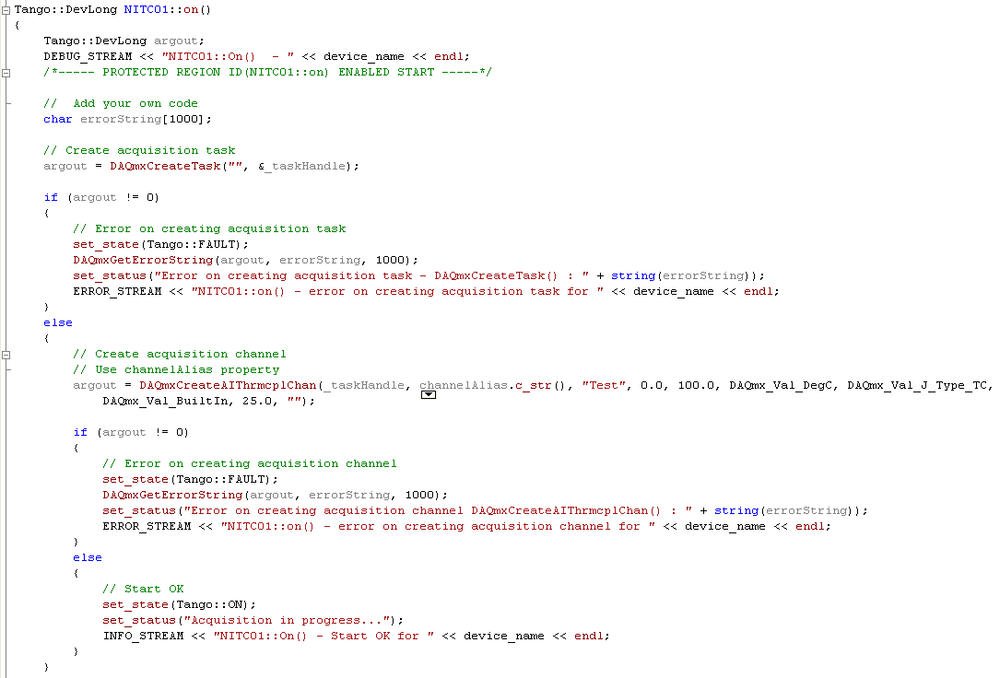 Tango::DevLong NITC01::on()
{
    Tango::DevLong argout;
    DEBUG_STREAM << "NITC01::On()  - " << device_name << endl;
    /*----- PROTECTED REGION ID(NITC01::on) ENABLED START -----*/

    //  Add your own code
    char errorString[1000];

    // Create acquisition task
    argout = DAQmxCreateTask("", &_taskHandle);

    if (argout != 0)
    {
        // Error on creating acquisition task
        set_state(Tango::FAULT);
        DAQmxGetErrorString(argout, errorString, 1000);
        set_status("Error on creating acquisition task - DAQmxCreateTask() : " + string(errorString));
        ERROR_STREAM << "NITC01::on() - error on creating acquisition task for " << device_name << endl;
    }
    else
    {
        // Create acquisition channel
        // Use channelAlias property
        argout = DAQmxCreateAIThrmcplChan(_taskHandle, channelAlias.c_str(), "Test", 0.0, 100.0, DAQmx_Val_DegC, DAQmx_Val_J_Type_TC,
            DAQmx_Val_BuiltIn, 25.0, "");

        if (argout != 0)
        {
            // Error on creating acquisition channel
            set_state(Tango::FAULT);
            DAQmxGetErrorString(argout, errorString, 1000);
            set_status("Error on creating acquisition channel DAQmxCreateAIThrmcplChan() : " + string(errorString));
            ERROR_STREAM << "NITC01::on() - error on creating acquisition channel for " << device_name << endl;
        }
        else
        {
            // Start OK
            set_state(Tango::ON);
            set_status("Acquisition in progress...");
            INFO_STREAM << "NITC01::On() - Start OK for " << device_name << endl;
        }
    }